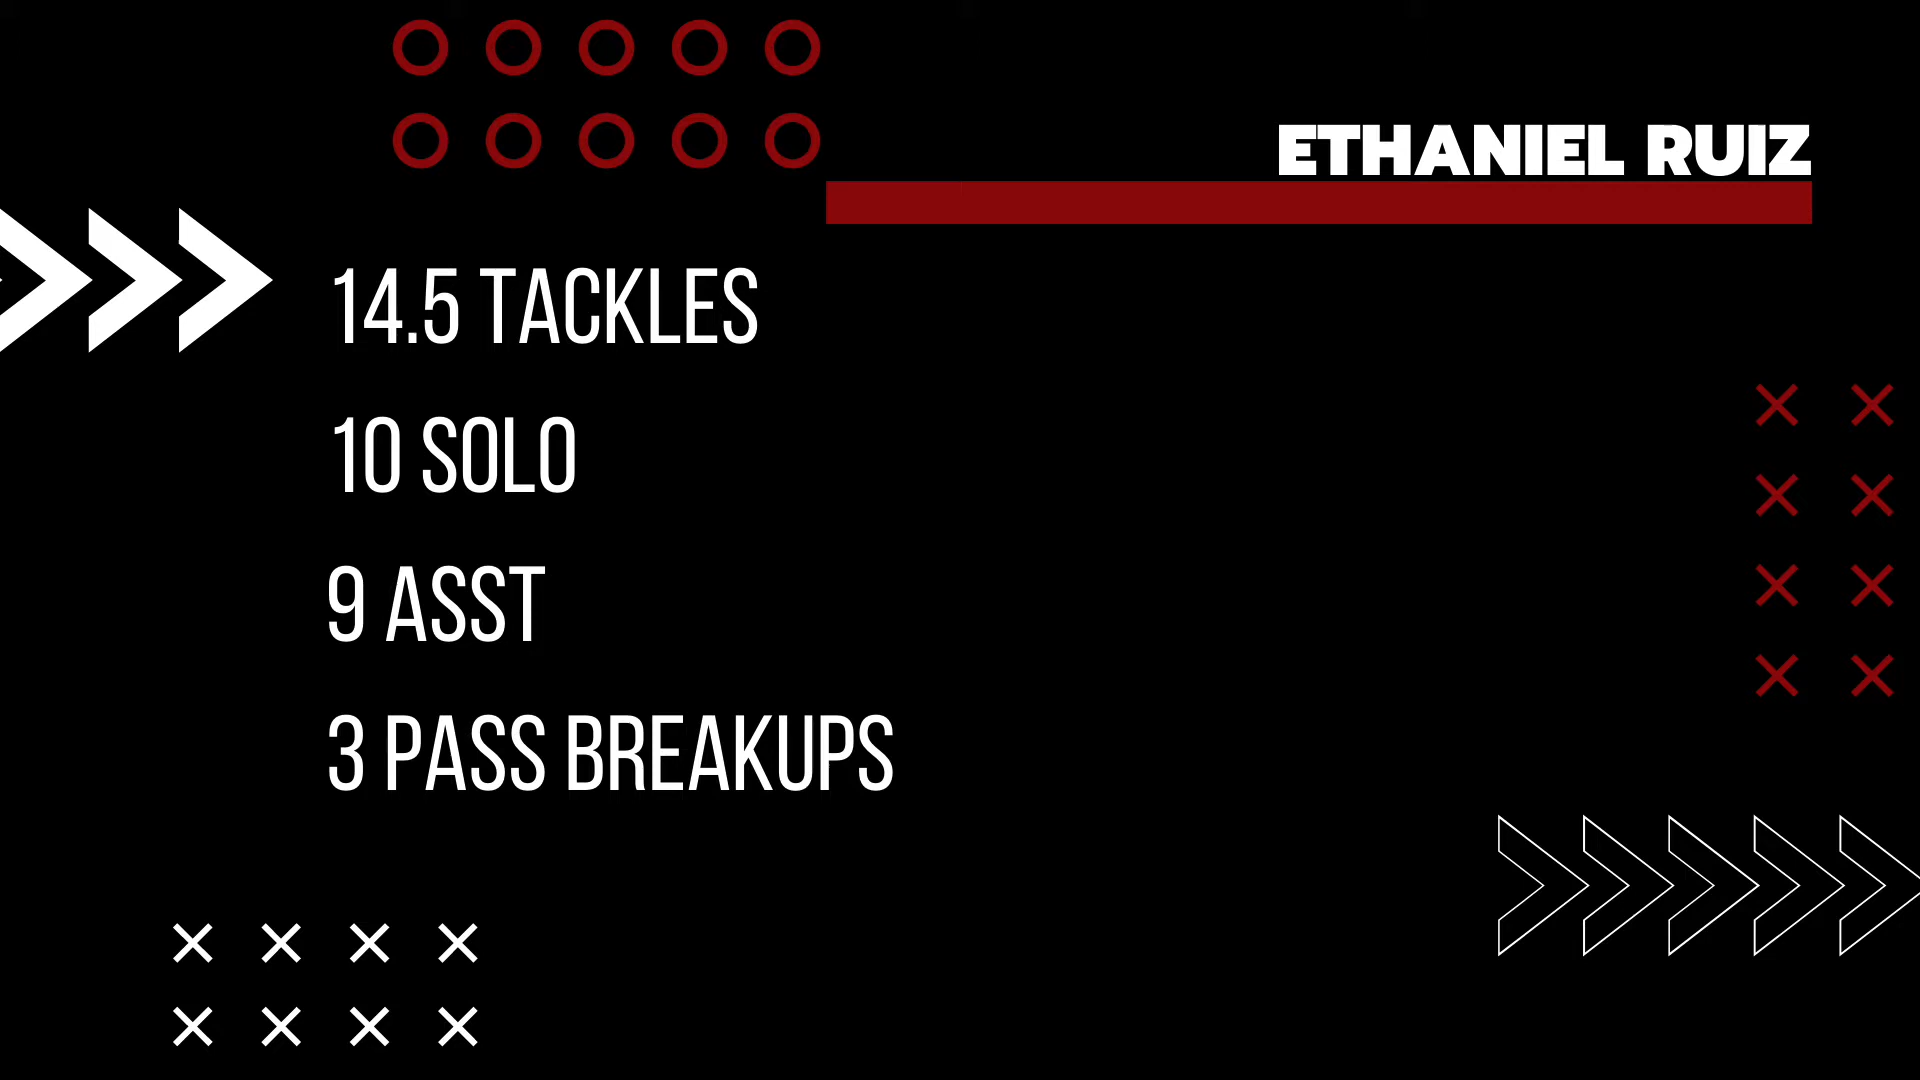 ETHANIEL RUIZ
14.5 TACKLES
10 SOLO
9 ASST
3 PASS BREAKUPS